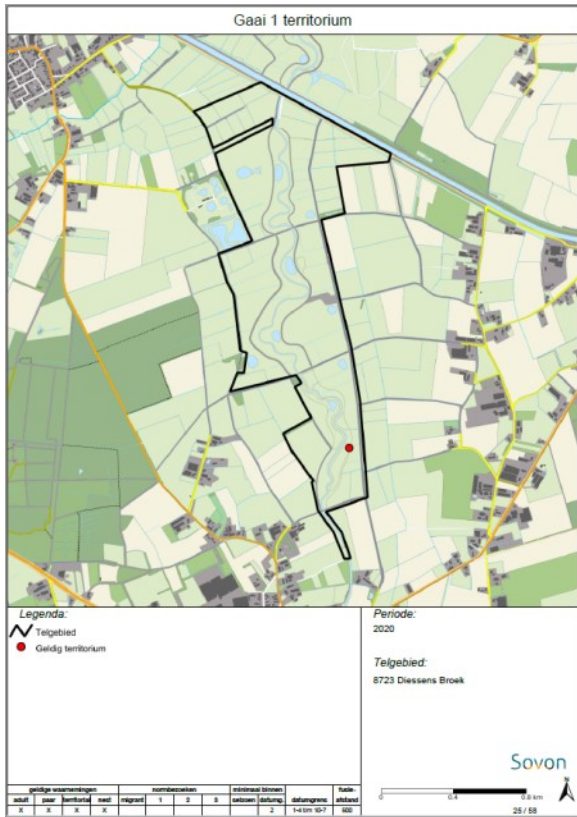 Gaai 1 territorium
Legenda:
Telgebied
Geldig territorium
Periode:
2020
Telgebied:
8723 Diessens Broek
Sovon
0 0.4 0.8 km
N
25 / 58
geldige waarnemingen normbezoeken minimaal binnen fusie-
adult paar territorial nest migrant 1 2 3 seizoen datumg. datumgrens afstand
X X X X 2 1-4 t/m 10-7 500